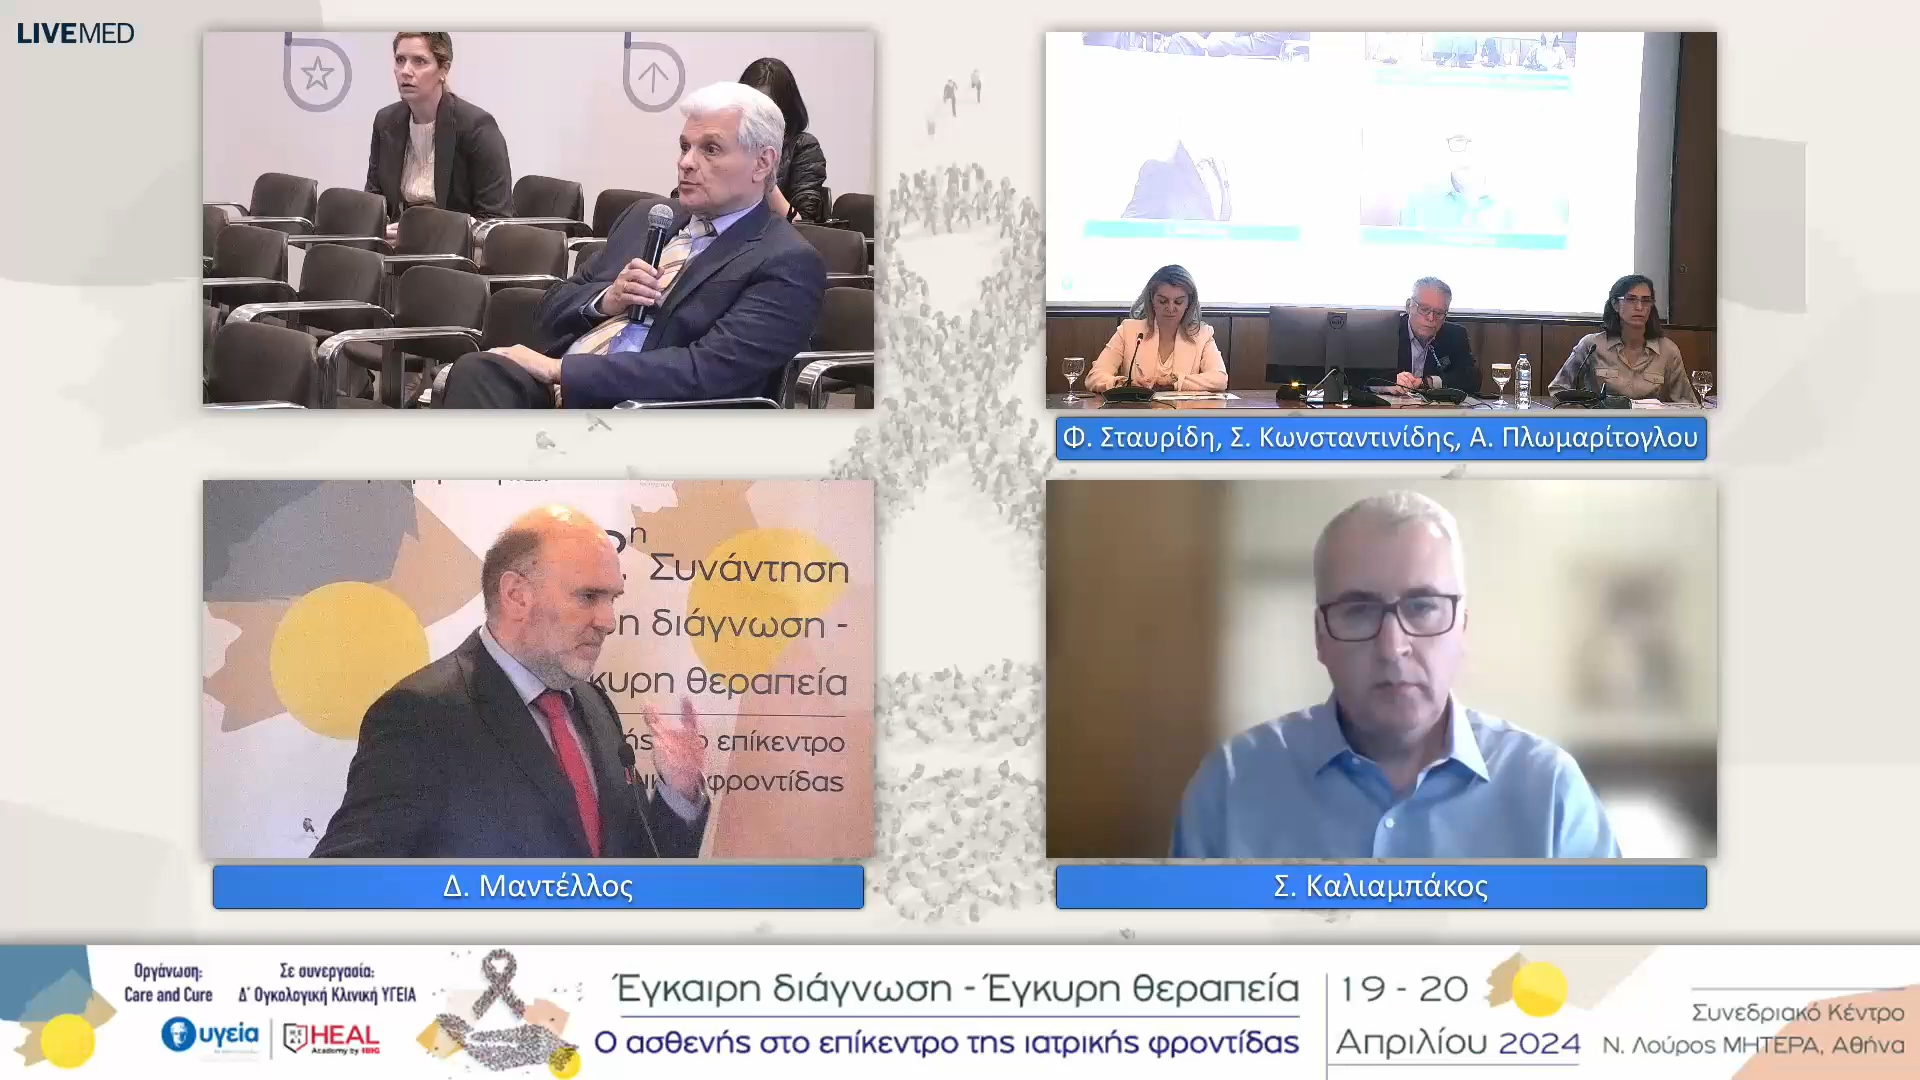 LIVEMED
Φ. Σταυρίδη, Σ. Κωνσταντινίδης, Α. Πλωμαρίτογλου
η
Συνάντηση
η διάγνωση -
κυρη θεραπεία
ής
επίκεντρο
φροντίδας
Δ. Μαντέλλος
Σ. Καλιαμπάκος
Οργάνωση:
Care and Cure
Σε συνεργασία:
Δ' Ογκολογική Κλινική ΥΓΕΙΑ
υγεία
HEAL
Academy by HHG
Έγκαιρη διάγνωση - Έγκυρη θεραπεία
Ο ασθενής στο επίκεντρο της ιατρικής φροντίδας
19 - 20
Απριλίου 2024
Συνεδριακό Κέντρο
Ν. Λούρος ΜΗΤΕΡΑ, Αθήνα